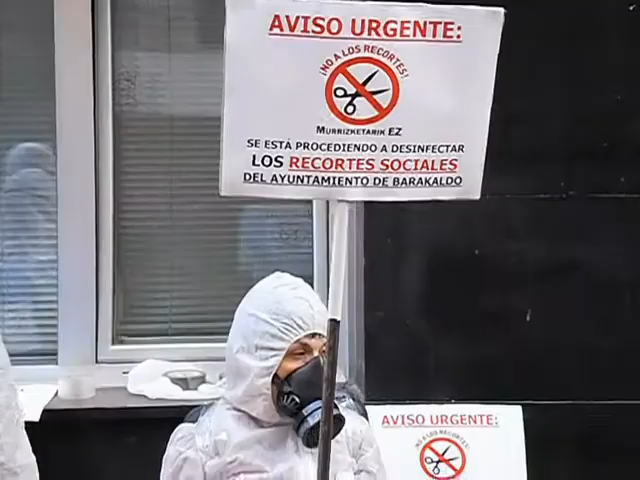 AVISO URGENTE:
¡NO A LOS RECORTES!
MURRIZKETARIK EZ
SE ESTÁ PROCEDIENDO A DESINFECTAR
LOS RECORTES SOCIALES
DEL AYUNTAMIENTO DE BARAKALDO
AVISO URGENTE:
¡NO A LOS RECORTES!